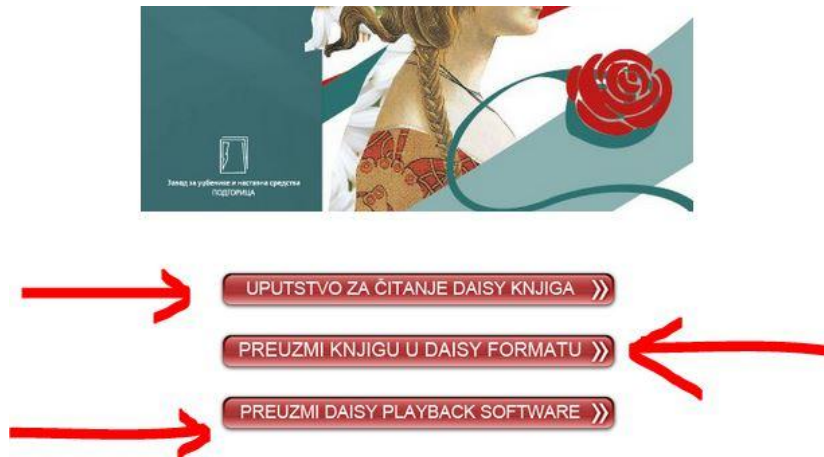 Завод за уџбенике и наставна средства
ПОДГОРИЦА
UPUTSTVO ZA ČITANJE DAISY KNJIGA
PREUZMI KNJIGU U DAISY FORMATU
PREUZMI DAISY PLAYBACK SOFTWARE